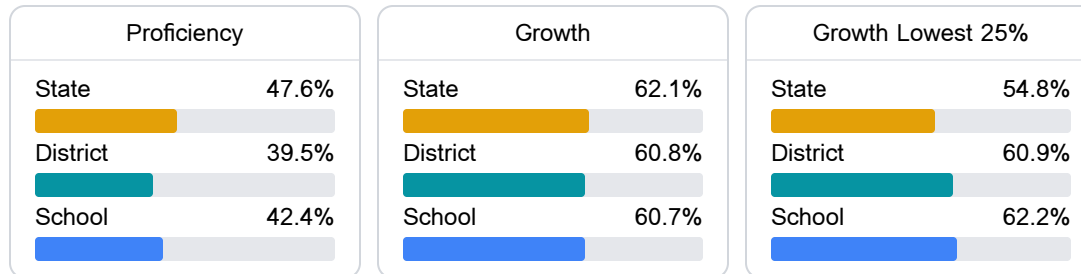 Proficiency
State 47.6%
District 39.5%
School 42.4%
Growth
State 62.1%
District 60.8%
School 60.7%
Growth Lowest 25%
State 54.8%
District 60.9%
School 62.2%